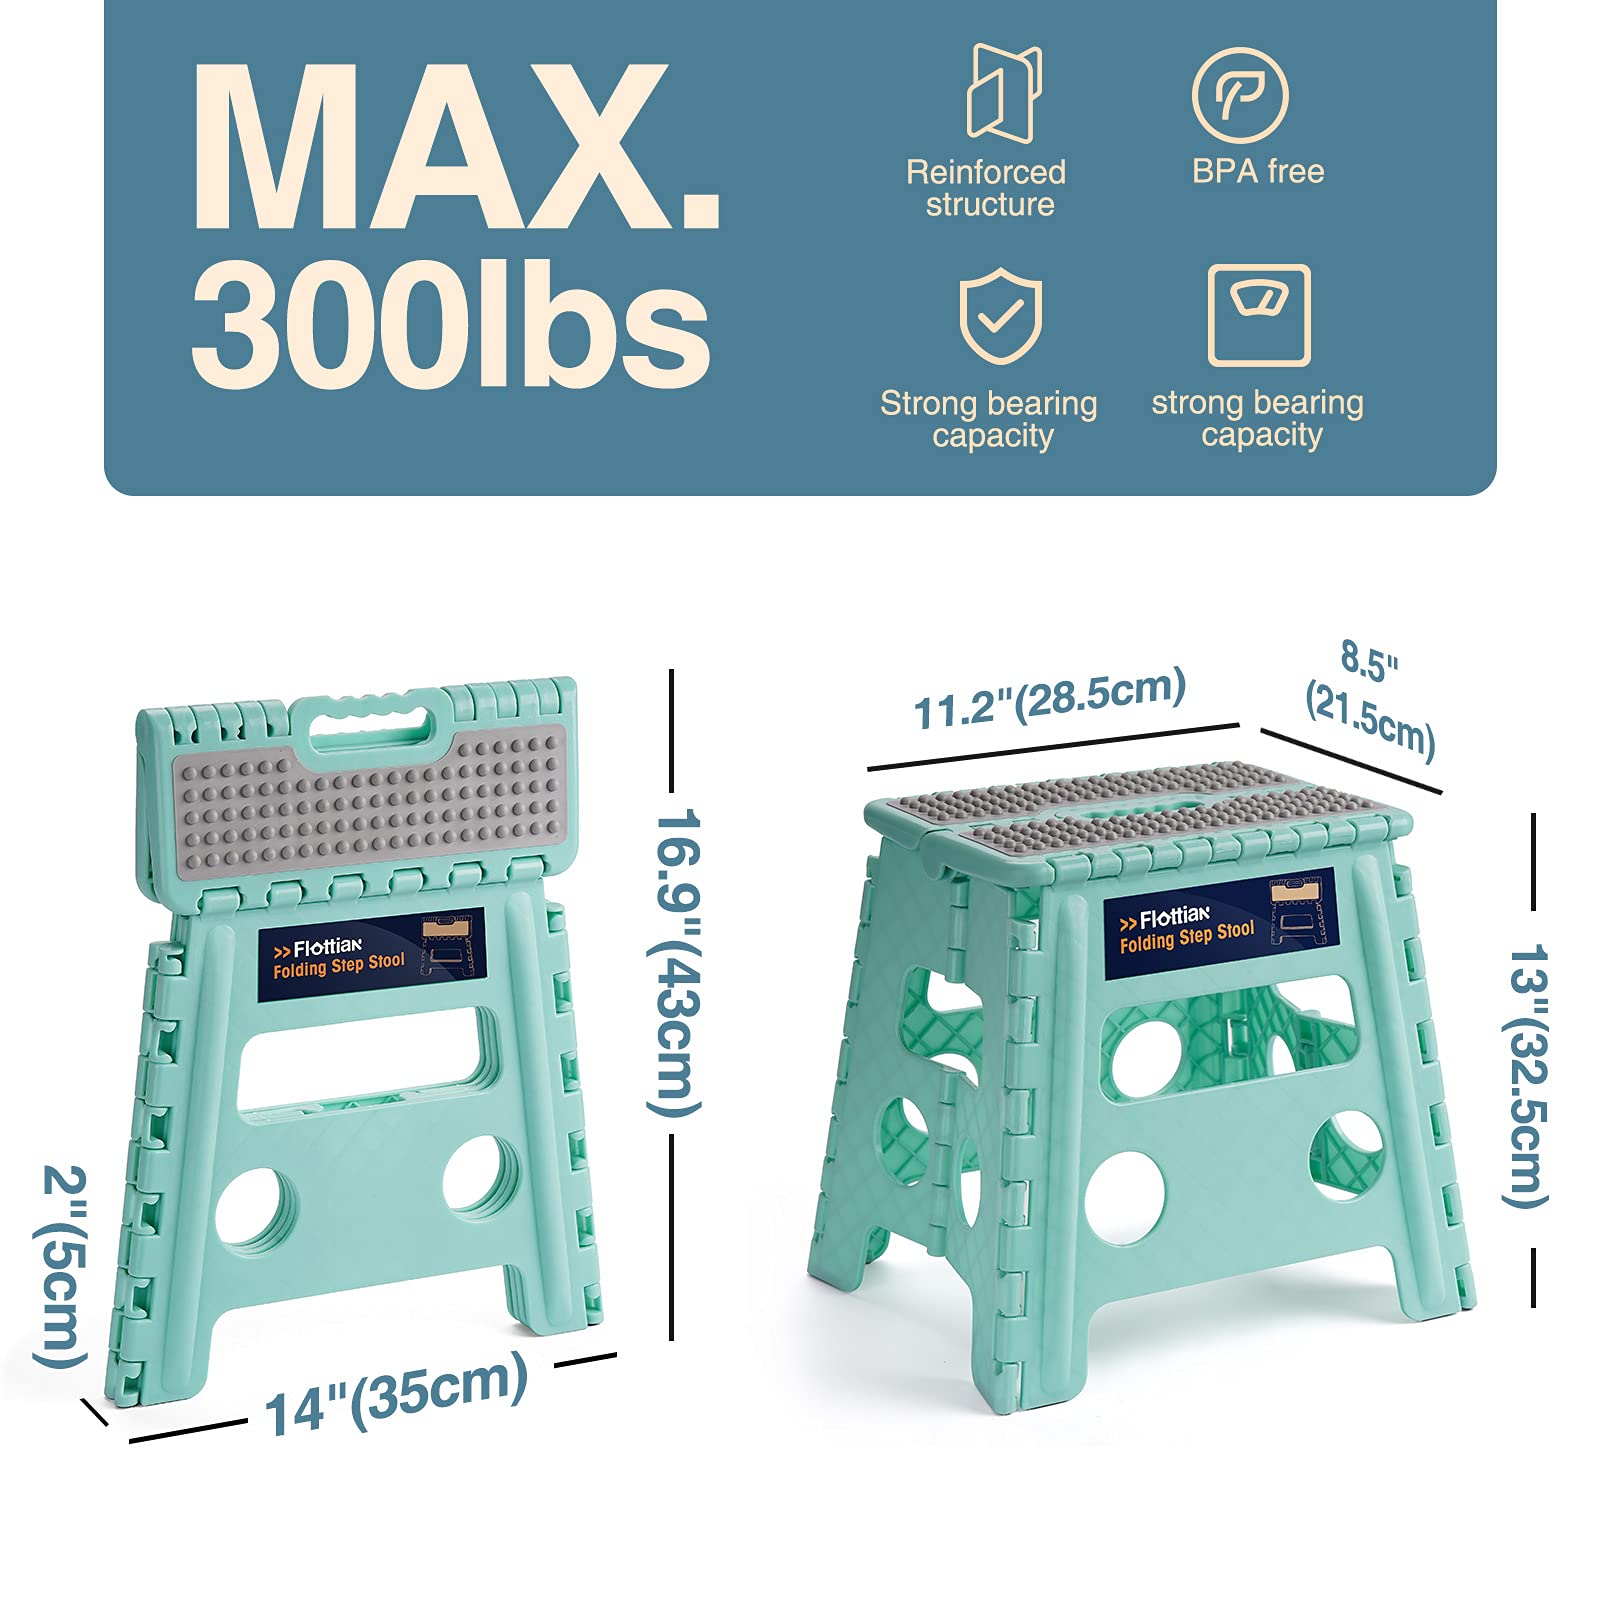 MAX.
300lbs
Reinforced
structure
BPA free
Strong bearing
capacity
strong bearing
capacity
11.2"(28.5cm)
8.5"
(21.5cm)
16.9"(43cm)
13"(32.5cm)
2"(5cm)
14"(35cm)
>> Flottian
Folding Step Stool
>> Flottian
Folding Step Stool